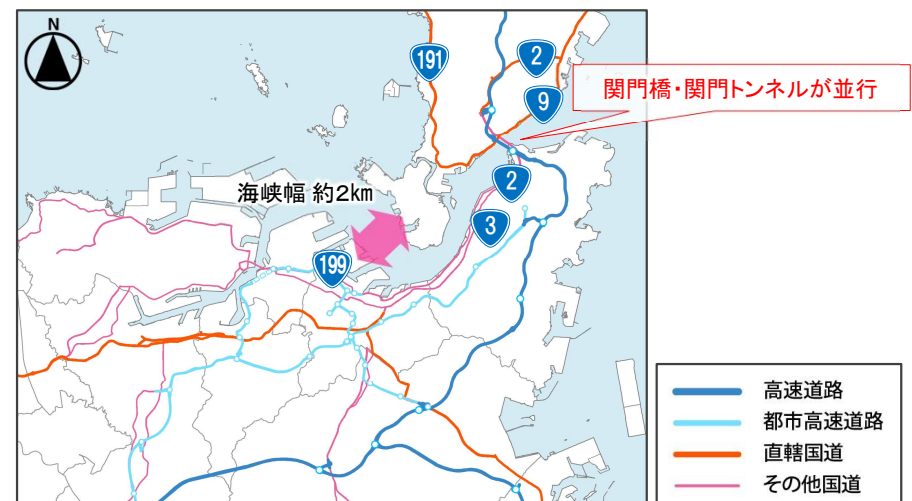 N
191
2
9
関門橋・関門トンネルが並行
2
海峡幅 約2km
3
199
高速道路
都市高速道路
直轄国道
その他国道